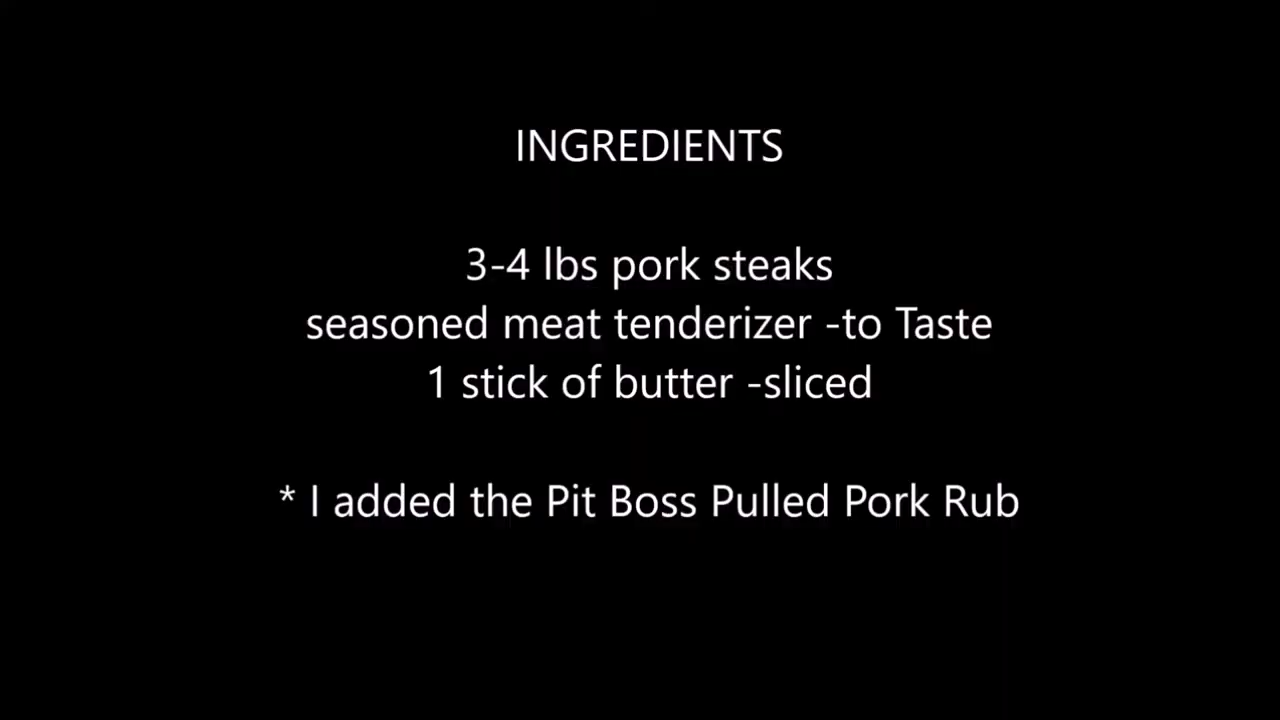 INGREDIENTS
3-4 lbs pork steaks
seasoned meat tenderizer -to Taste
1 stick of butter -sliced
* I added the Pit Boss Pulled Pork Rub